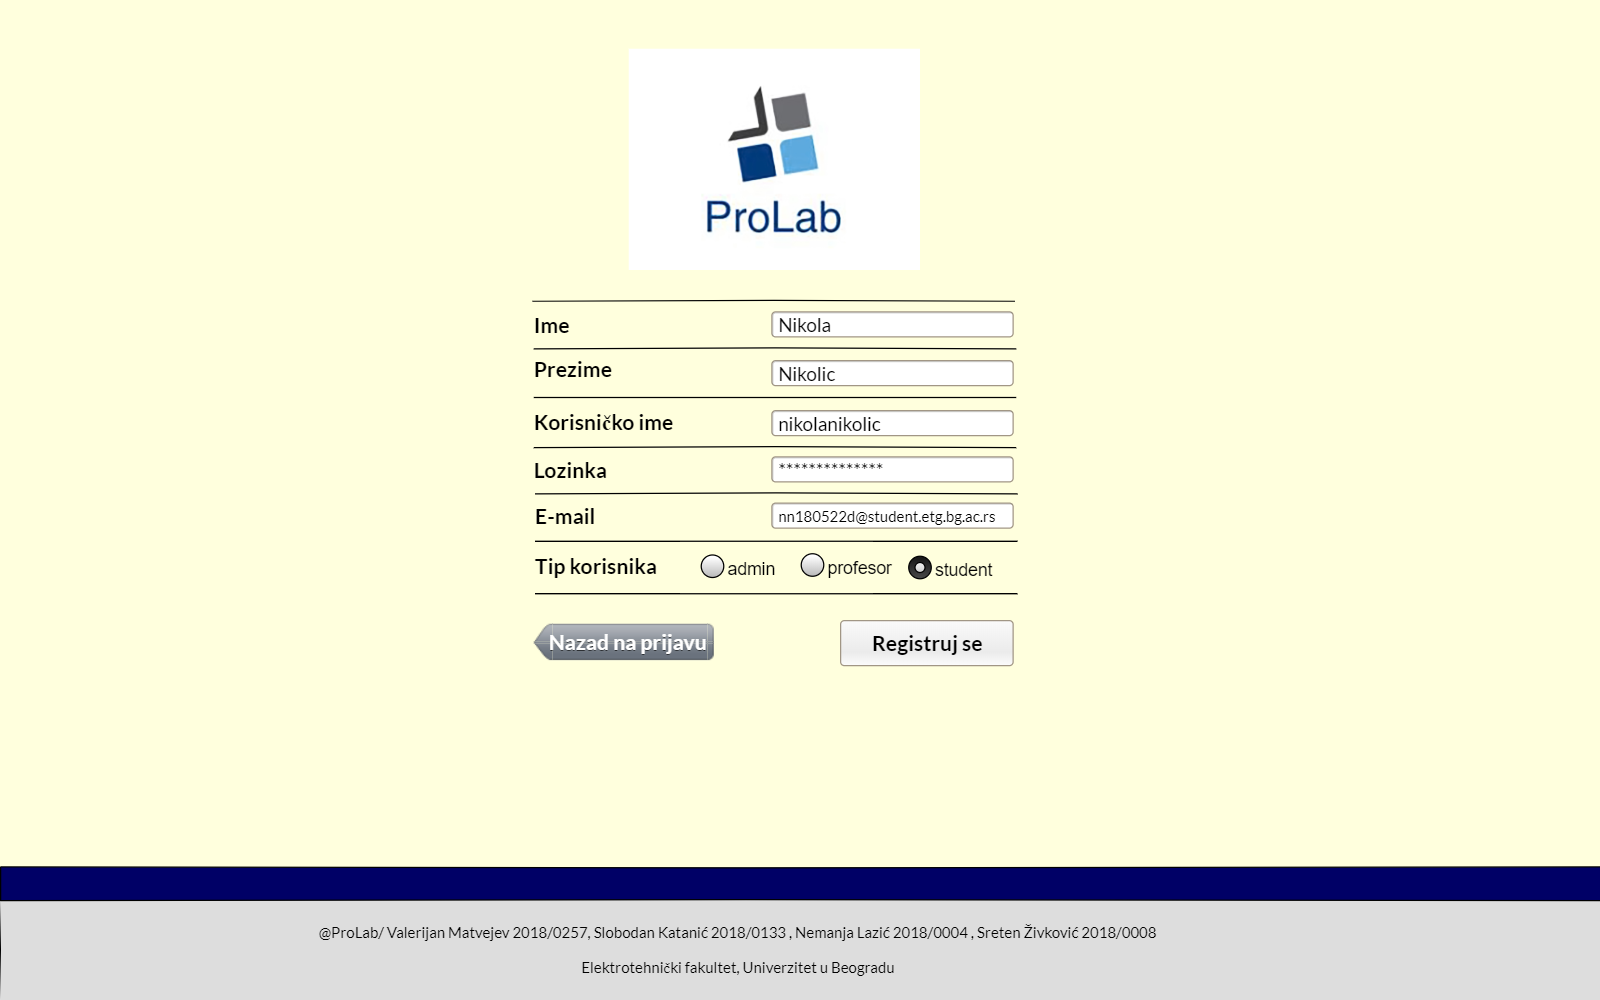 ProLab
Ime Nikola
Prezime Nikolic
Korisničko ime nikolanikolic
Lozinka **************
E-mail nn180522d@student.etg.bg.ac.rs
Tip korisnika admin profesor student
Nazad na prijavu Registruj se
@ProLab/ Valerijan Matvejev 2018/0257, Slobodan Katanić 2018/0133 , Nemanja Lazić 2018/0004 , Sreten Živković 2018/0008
Elektrotehnički fakultet, Univerzitet u Beogradu